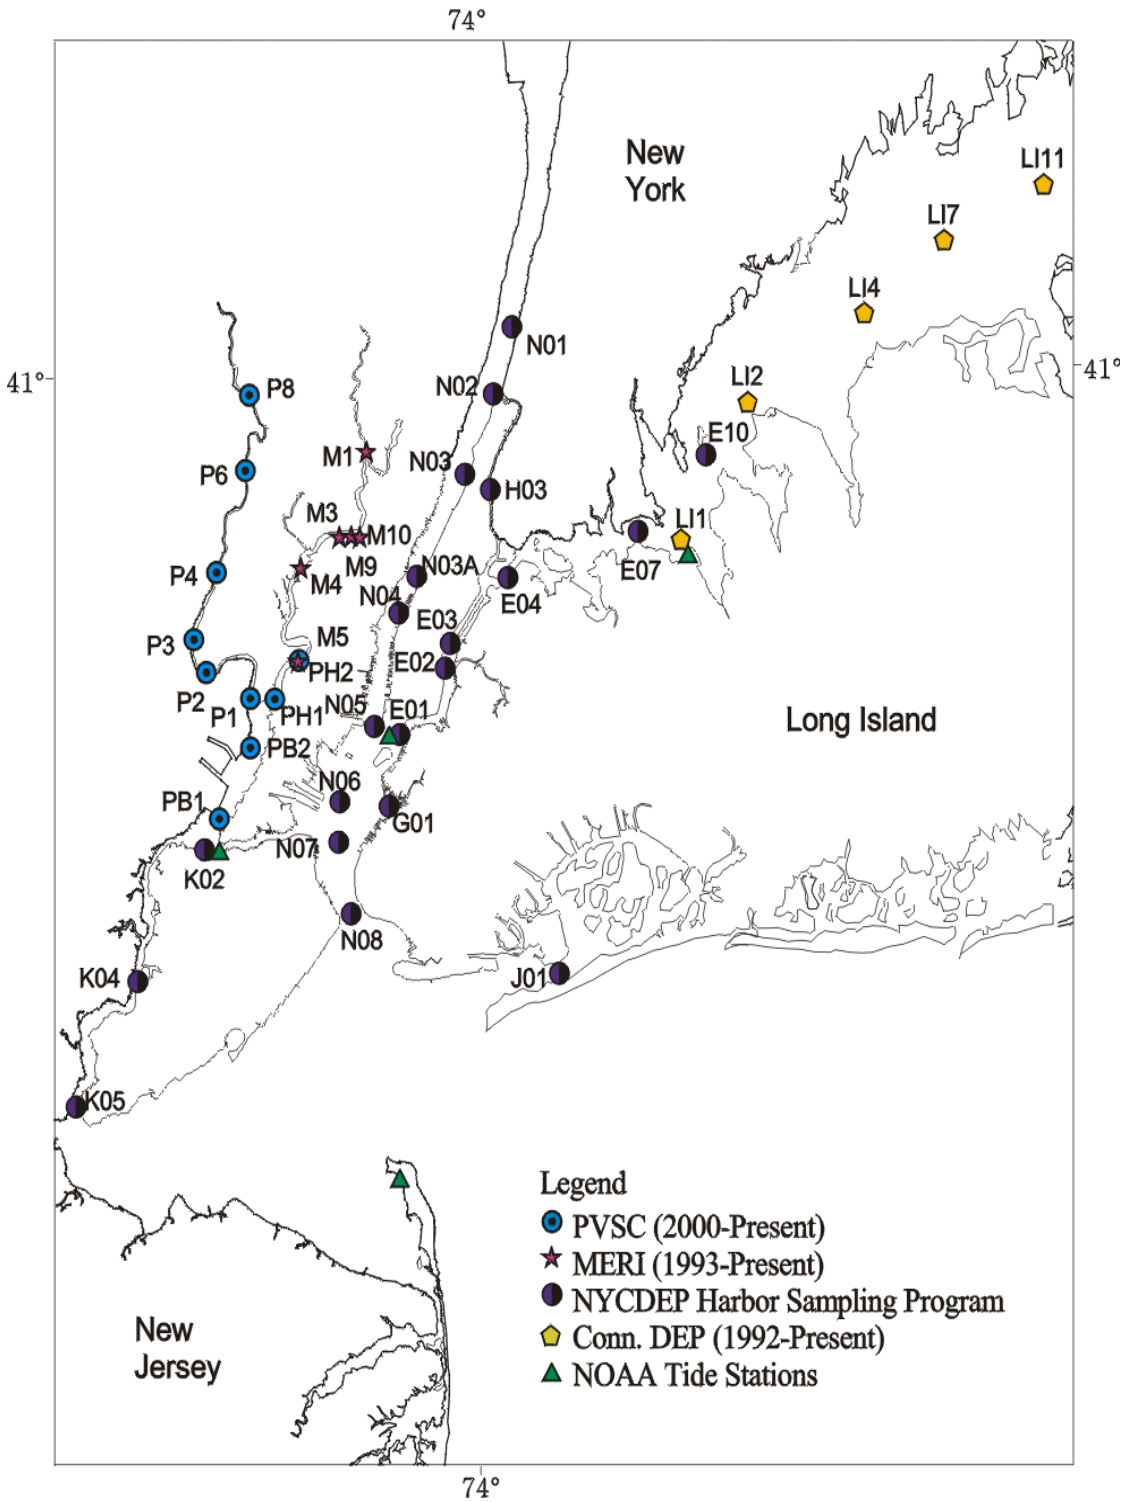 74°
New
York
LI11
LI7
LI4
N01
41°
41°
P8
N02
LI2
E10
M1
N03
P6
H03
M3
M10
LI1
M9
N03A
E07
P4
M4
N04
E04
E03
M5
P3
E02
PH2
P2
P1
PH1
N05
E01
Long Island
PB2
N06
PB1
G01
N07
K02
N08
K04
J01
K05
Legend
PVSC (2000-Present)
MERI (1993-Present)
NYCDEP Harbor Sampling Program
Conn. DEP (1992-Present)
NOAA Tide Stations
New
Jersey
74°